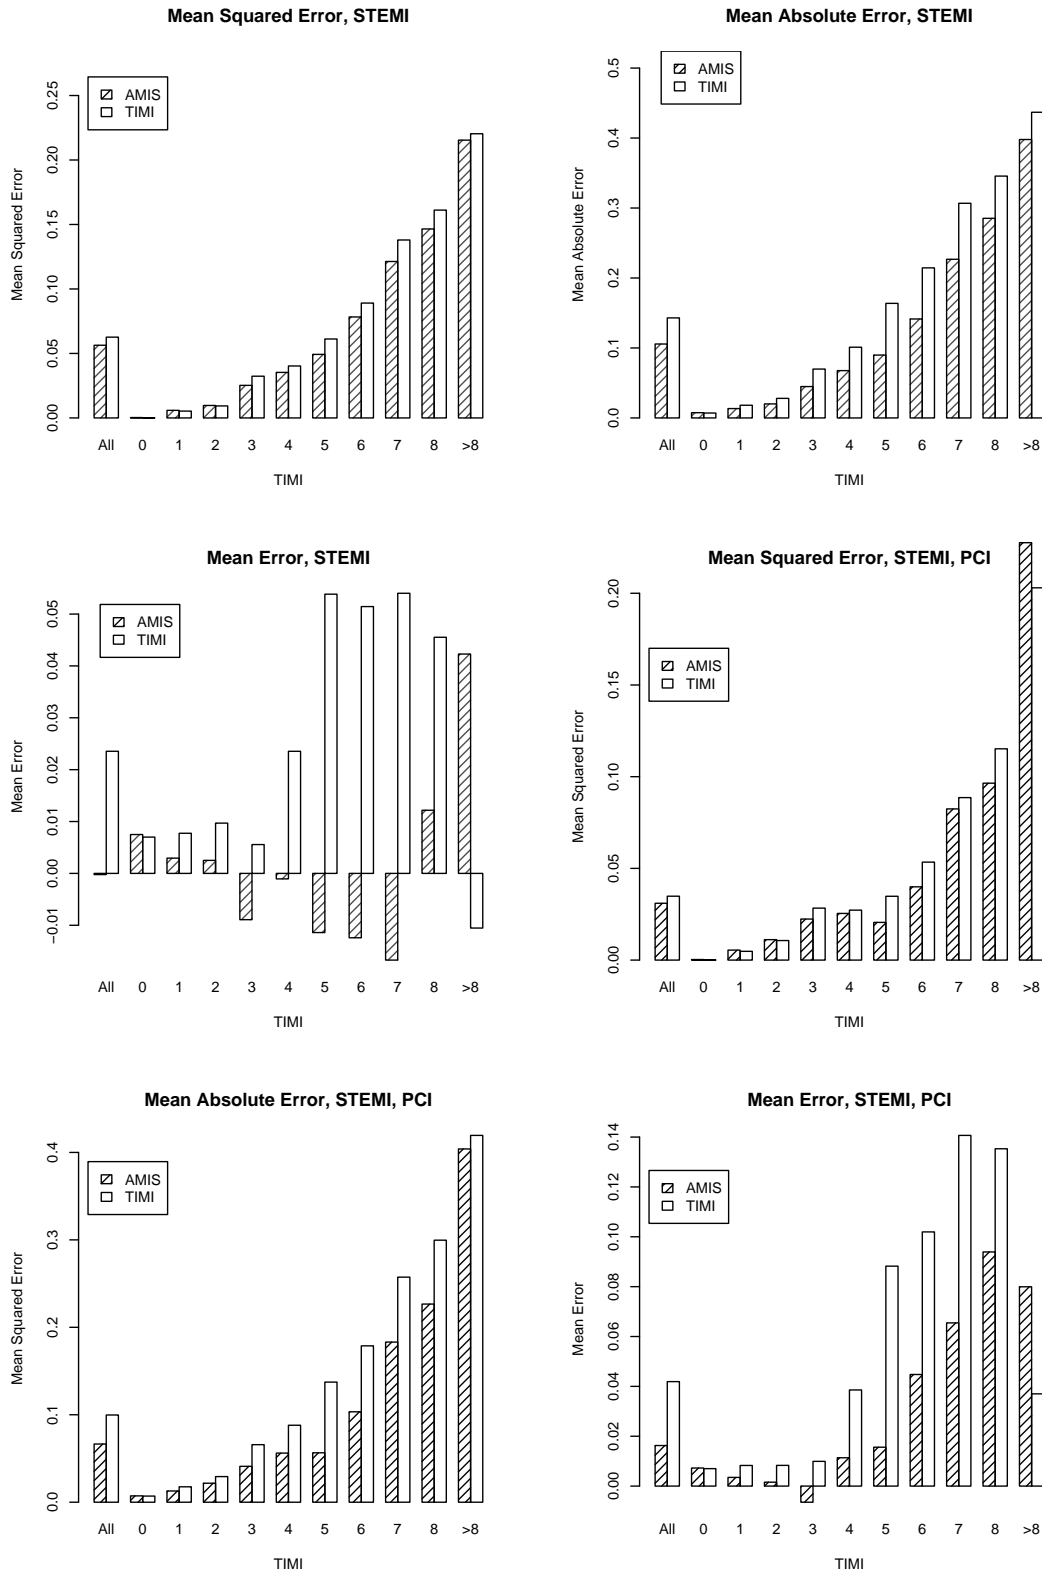 Mean Squared Error, STEMI
Mean Squared Error
0.00 0.05 0.10 0.15 0.20 0.25
AMIS
TIMI
All 0 1 2 3 4 5 6 7 8 >8
TIMI
Mean Absolute Error, STEMI
Mean Absolute Error
0.0 0.1 0.2 0.3 0.4 0.5
AMIS
TIMI
All 0 1 2 3 4 5 6 7 8 >8
TIMI
Mean Error, STEMI
Mean Error
−0.01 0.00 0.01 0.02 0.03 0.04 0.05
AMIS
TIMI
All 0 1 2 3 4 5 6 7 8 >8
TIMI
Mean Squared Error, STEMI, PCI
Mean Squared Error
0.00 0.05 0.10 0.15 0.20
AMIS
TIMI
All 0 1 2 3 4 5 6 7 8 >8
TIMI
Mean Absolute Error, STEMI, PCI
Mean Squared Error
0.0 0.1 0.2 0.3 0.4
AMIS
TIMI
All 0 1 2 3 4 5 6 7 8 >8
TIMI
Mean Error, STEMI, PCI
Mean Error
0.00 0.02 0.04 0.06 0.08 0.10 0.12 0.14
AMIS
TIMI
All 0 1 2 3 4 5 6 7 8 >8
TIMI